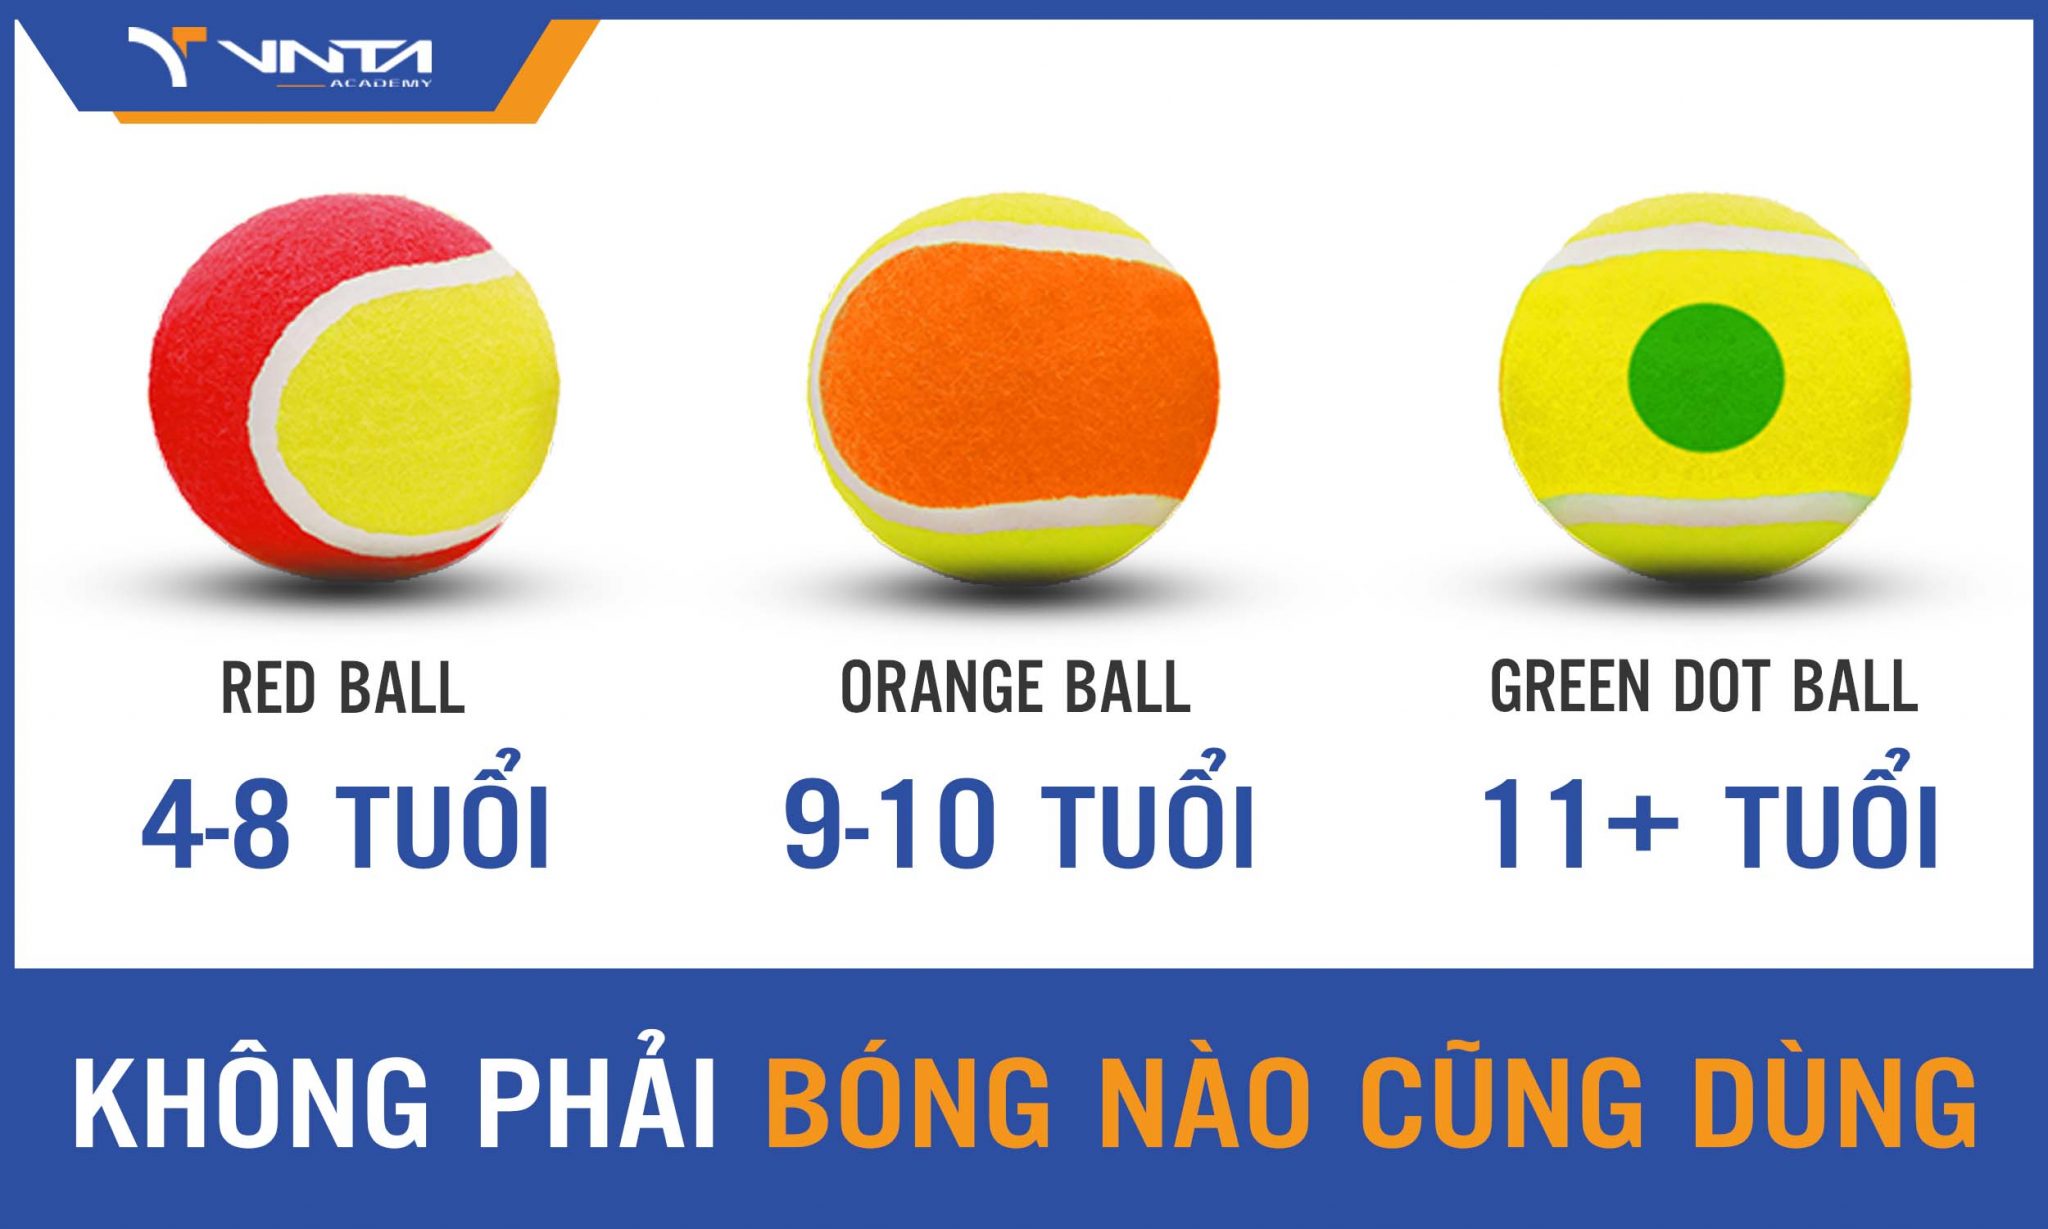 VNTA
ACADEMY
RED BALL
4-8 TUỔI
ORANGE BALL
9-10 TUỔI
GREEN DOT BALL
11+ TUỔI
KHÔNG PHẢI BÓNG NÀO CŨNG DÙNG